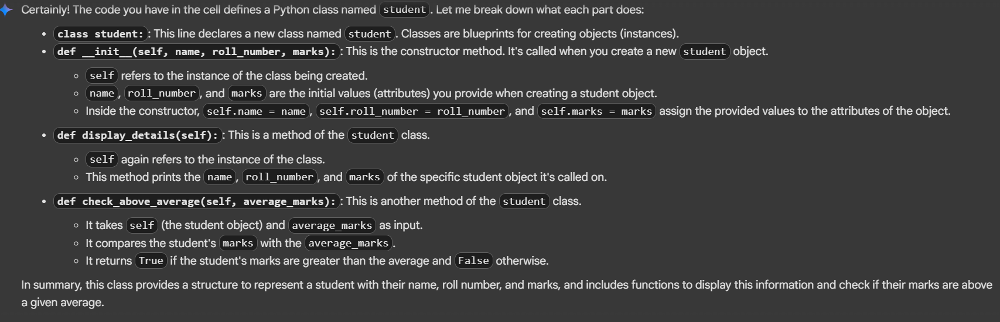 Certainly! The code you have in the cell defines a Python class named student. Let me break down what each part does:
• class student:: This line declares a new class named student. Classes are blueprints for creating objects (instances).
• def __init__(self, name, roll_number, marks):: This is the constructor method. It's called when you create a new student object.
◦ self refers to the instance of the class being created.
◦ name, roll_number, and marks are the initial values (attributes) you provide when creating a student object.
◦ Inside the constructor, self.name = name, self.roll_number = roll_number, and self.marks = marks assign the provided values to the attributes of the object.
• def display_details(self):: This is a method of the student class.
◦ self again refers to the instance of the class.
◦ This method prints the name, roll_number, and marks of the specific student object it's called on.
• def check_above_average(self, average_marks):: This is another method of the student class.
◦ It takes self (the student object) and average_marks as input.
◦ It compares the student's marks with the average_marks.
◦ It returns True if the student's marks are greater than the average and False otherwise.
In summary, this class provides a structure to represent a student with their name, roll number, and marks, and includes functions to display this information and check if their marks are above
a given average.